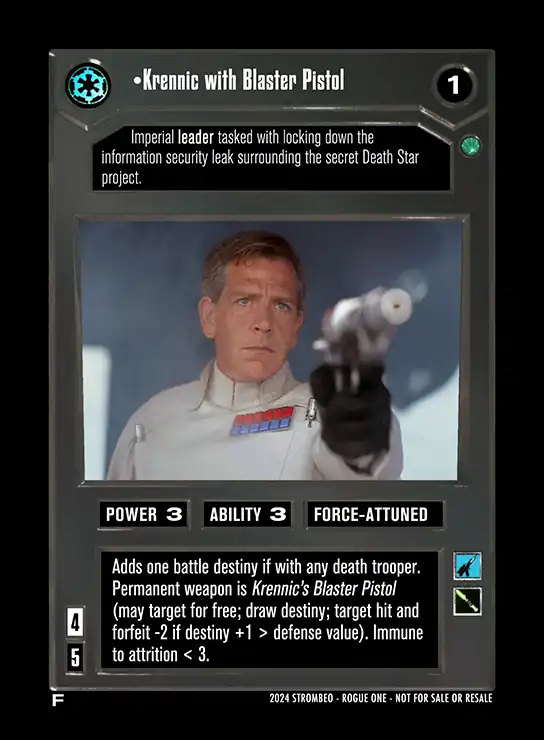 •Krennic with Blaster Pistol
1
Imperial leader tasked with locking down the
information security leak surrounding the secret Death Star
project.
POWER 3 ABILITY 3 FORCE-ATTUNED
Adds one battle destiny if with any death trooper.
Permanent weapon is Krennic's Blaster Pistol
(may target for free; draw destiny; target hit and
forfeit -2 if destiny +1 > defense value). Immune
to attrition < 3.
4
5
F
2024 STROMBEO - ROGUE ONE - NOT FOR SALE OR RESALE